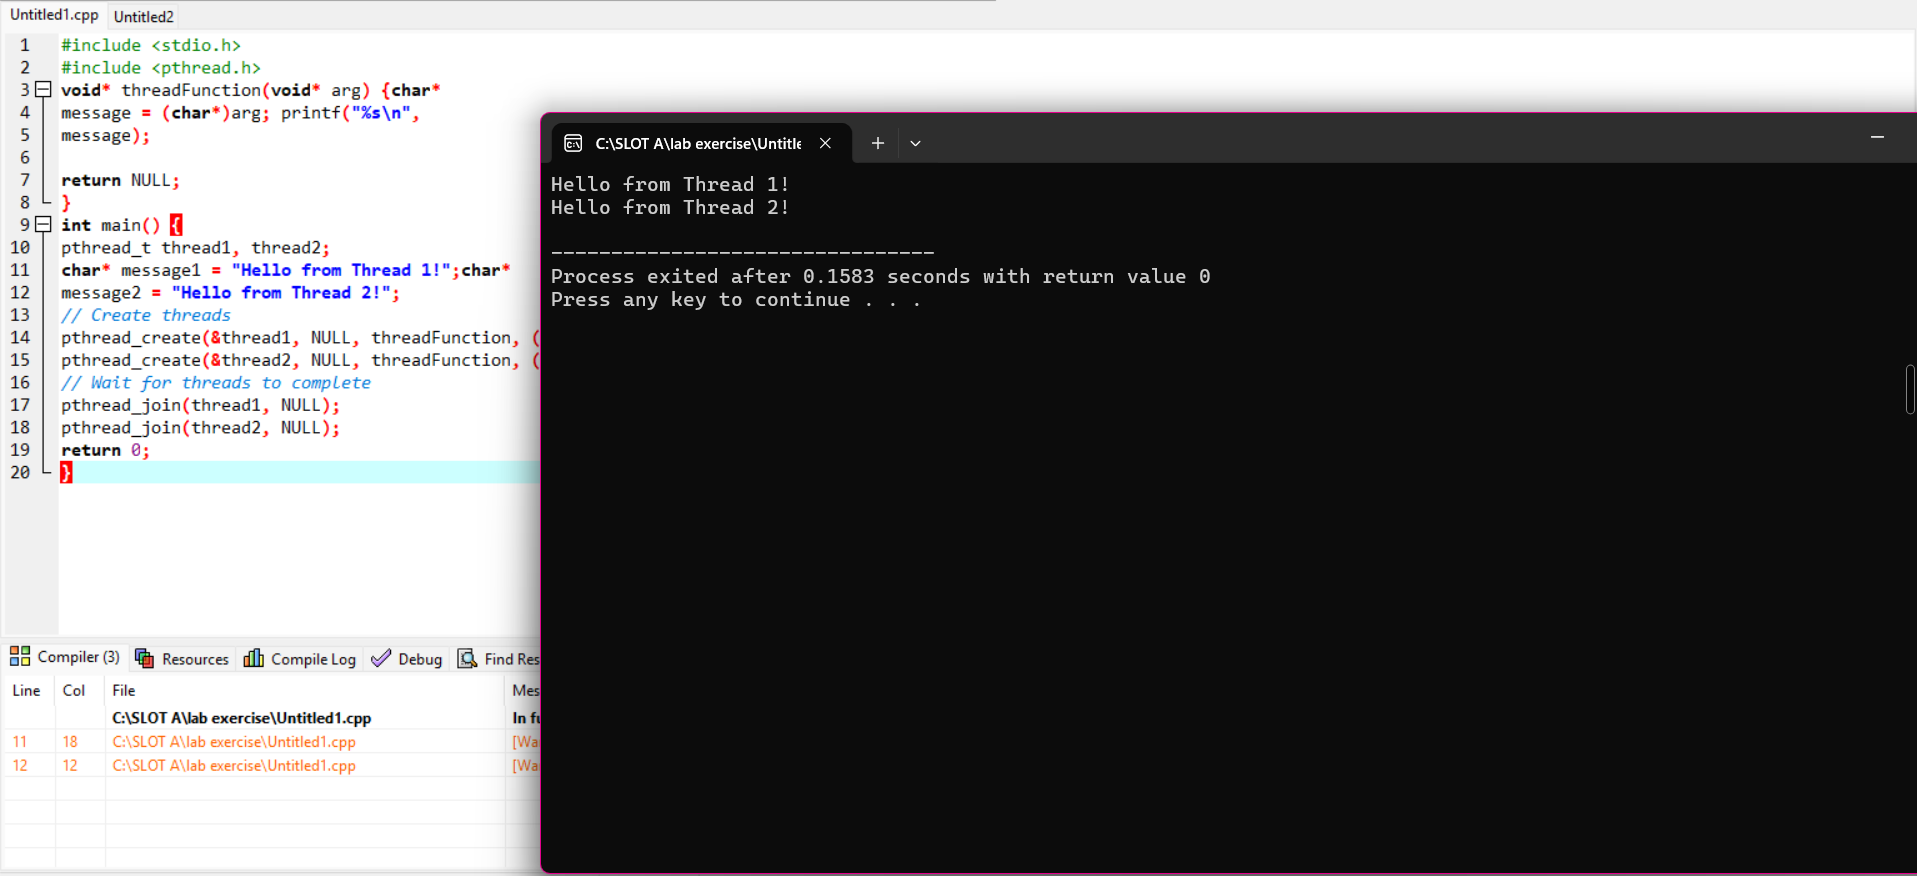 Untitled1.cpp Untitled2
1 #include <stdio.h>
2 #include <pthread.h>
3 void* threadFunction(void* arg) {char*
4 message = (char*)arg; printf("%s\n",
5 message);
6
7 return NULL;
8 }
9 int main() {
10 pthread_t thread1, thread2;
11 char* message1 = "Hello from Thread 1!";char*
12 message2 = "Hello from Thread 2!";
13 // Create threads
14 pthread_create(&thread1, NULL, threadFunction, (
15 pthread_create(&thread2, NULL, threadFunction, (
16 // Wait for threads to complete
17 pthread_join(thread1, NULL);
18 pthread_join(thread2, NULL);
19 return 0;
20 }
C:\SLOT A\lab exercise\Untitle
Hello from Thread 1!
Hello from Thread 2!
--------------------------------
Process exited after 0.1583 seconds with return value 0
Press any key to continue . . .
Compiler (3) Resources Compile Log Debug Find Res
Line Col File Mes
C:\SLOT A\lab exercise\Untitled1.cpp In fu
11 18 C:\SLOT A\lab exercise\Untitled1.cpp [Wa
12 12 C:\SLOT A\lab exercise\Untitled1.cpp [Wa